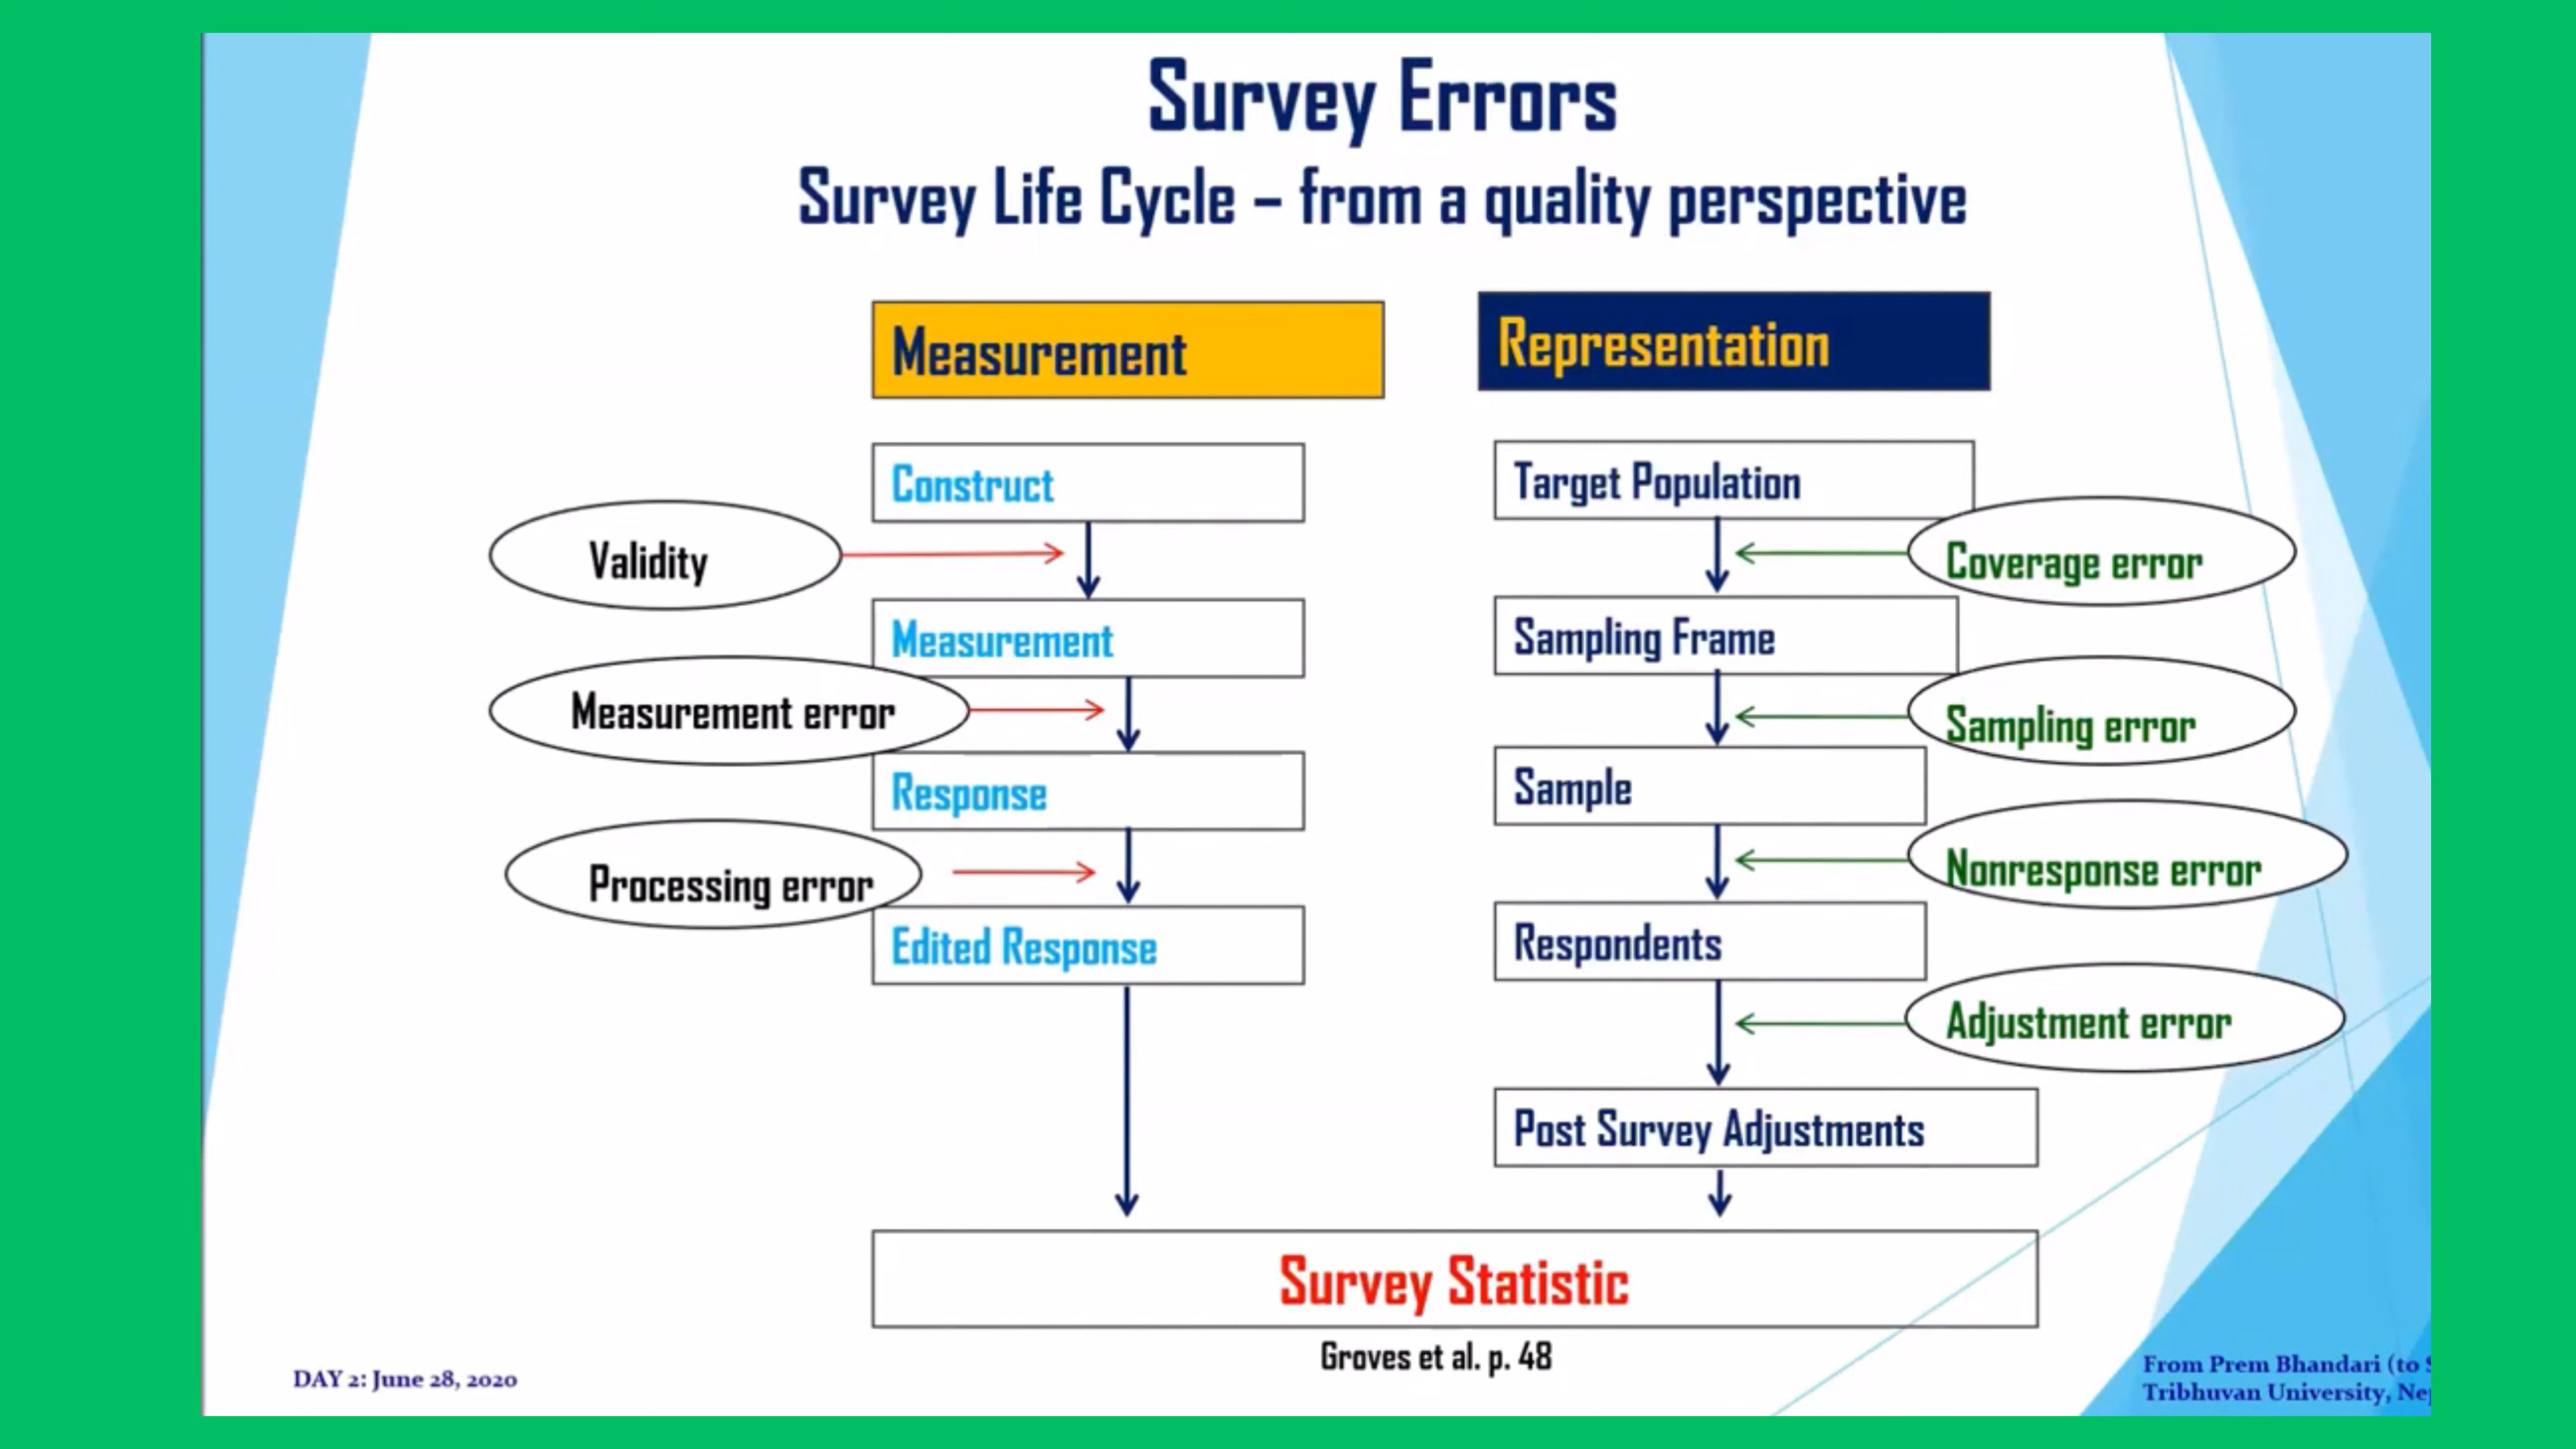 Survey Errors
Survey Life Cycle – from a quality perspective
Measurement
Construct
Validity
Measurement
Measurement error
Response
Processing error
Edited Response
Representation
Target Population
Coverage error
Sampling Frame
Sampling error
Sample
Nonresponse error
Respondents
Adjustment error
Post Survey Adjustments
Survey Statistic
Groves et al. p. 48
DAY 2: June 28, 2020
From Prem Bhandari (to
Tribhuvan University,